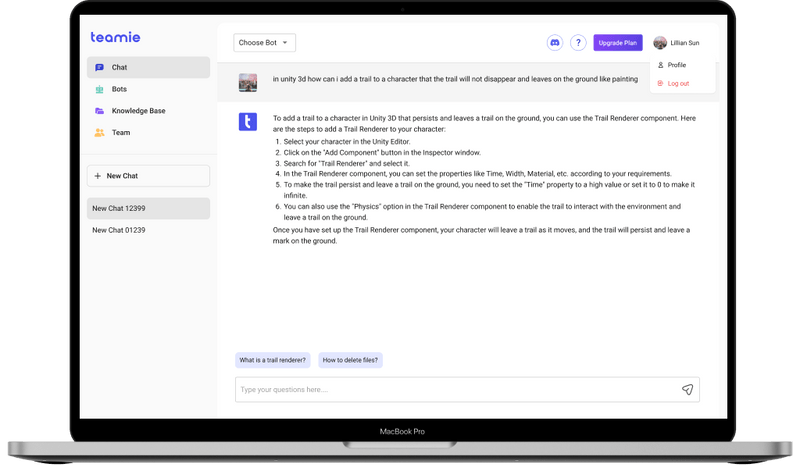 teamie
Choose Bot
?
Upgrade Plan
Lillian Sun
Profile
Log out
Chat
Bots
Knowledge Base
Team
+ New Chat
New Chat 12399
New Chat 01239
in unity 3d how can i add a trail to a character that the trail will not disappear and leaves on the ground like painting
t
To add a trail to a character in Unity 3D that persists and leaves a trail on the ground, you can use the Trail Renderer component. Here
are the steps to add a Trail Renderer to your character:
1. Select your character in the Unity Editor.
2. Click on the "Add Component" button in the Inspector window.
3. Search for "Trail Renderer" and select it.
4. In the Trail Renderer component, you can set the properties like Time, Width, Material, etc. according to your requirements.
5. To make the trail persist and leave a trail on the ground, you need to set the "Time" property to a high value or set it to 0 to make it
infinite.
6. You can also use the "Physics" option in the Trail Renderer component to enable the trail to interact with the environment and
leave a trail on the ground.
Once you have set up the Trail Renderer component, your character will leave a trail as it moves, and the trail will persist and leave a
mark on the ground.
What is a trail renderer?
How to delete files?
Type your questions here....
MacBook Pro